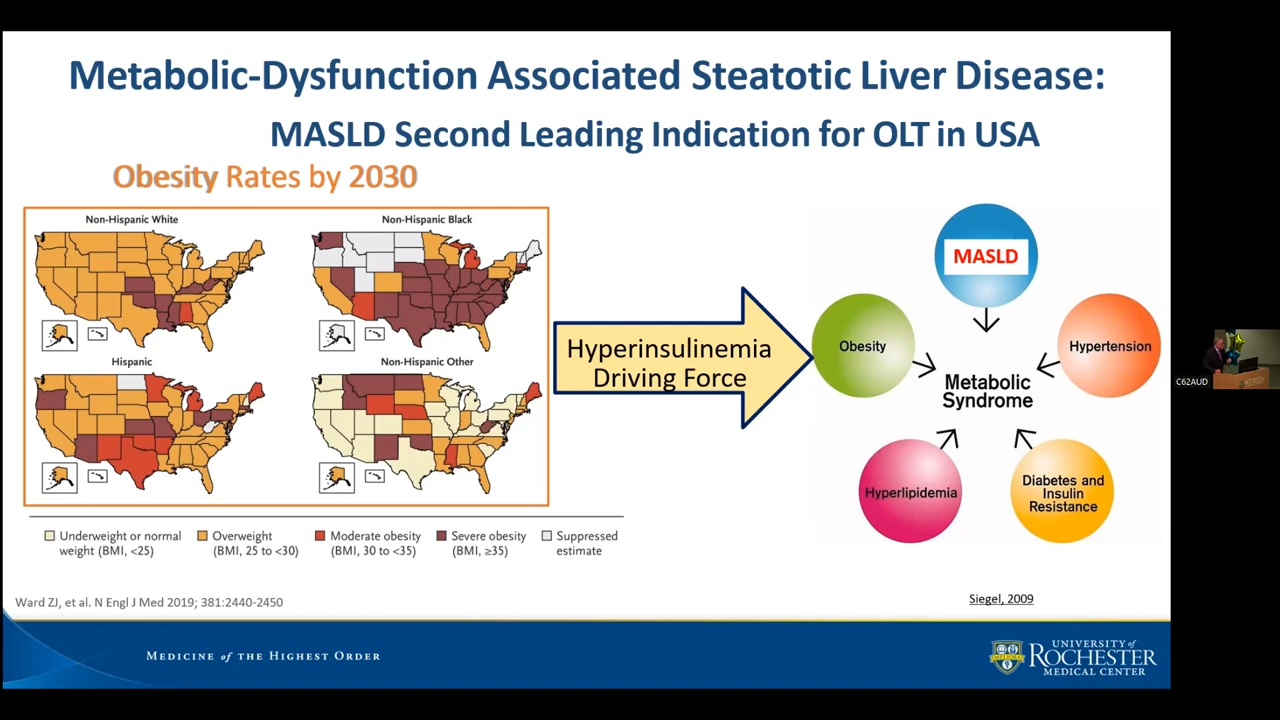 Metabolic-Dysfunction Associated Steatotic Liver Disease:
MASLD Second Leading Indication for OLT in USA
Obesity Rates by 2030
Non-Hispanic White
Non-Hispanic Black
Hispanic
Non-Hispanic Other
Underweight or normal
weight (BMI, <25)
Overweight
(BMI, 25 to <30)
Moderate obesity
(BMI, 30 to <35)
Severe obesity
(BMI, ≥35)
Suppressed
estimate
Hyperinsulinemia
Driving Force
MASLD
Obesity
Hypertension
Metabolic
Syndrome
Hyperlipidemia
Diabetes and
Insulin
Resistance
Ward ZJ, et al. N Engl J Med 2019; 381:2440-2450
Siegel, 2009
MEDICINE of THE HIGHEST ORDER
MELIORA
UNIVERSITY of
ROCHESTER
MEDICAL CENTER
C62AUD